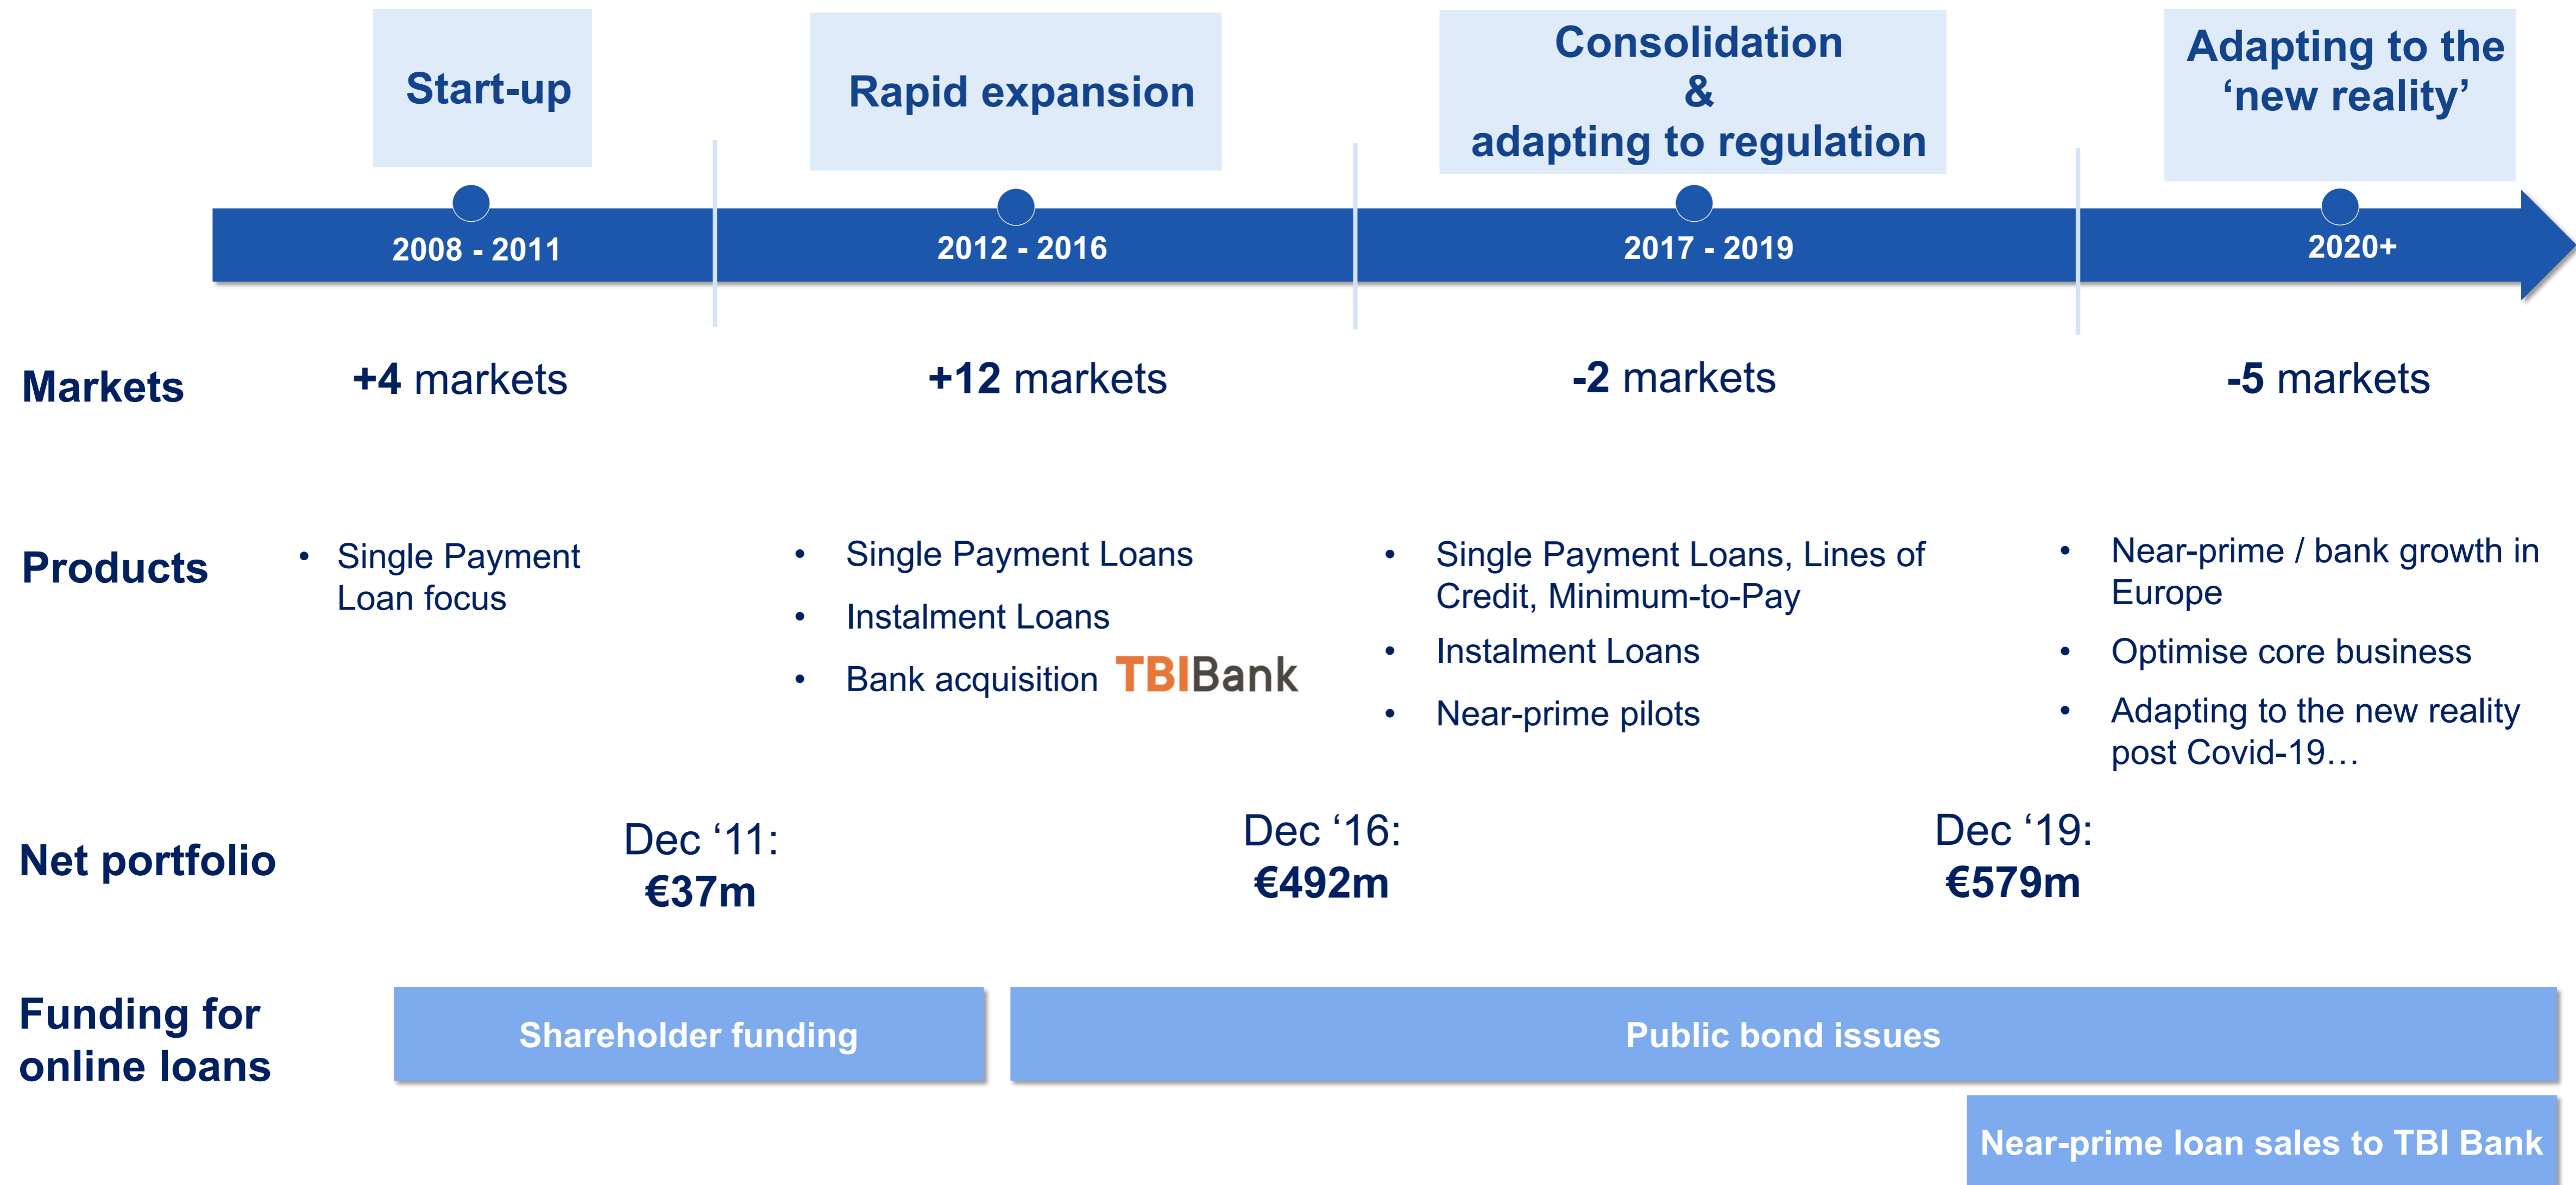 Start-up
Rapid expansion
Consolidation
&
adapting to regulation
Adapting to the
‘new reality’
2008 - 2011
2012 - 2016
2017 - 2019
2020+
Markets
+4 markets
+12 markets
-2 markets
-5 markets
Products
• Single Payment
Loan focus
• Single Payment Loans
• Instalment Loans
• Bank acquisition TBIBank
• Single Payment Loans, Lines of
Credit, Minimum-to-Pay
• Instalment Loans
• Near-prime pilots
• Near-prime / bank growth in
Europe
• Optimise core business
• Adapting to the new reality
post Covid-19…
Net portfolio
Dec ‘11:
€37m
Dec ‘16:
€492m
Dec ‘19:
€579m
Funding for
online loans
Shareholder funding
Public bond issues
Near-prime loan sales to TBI Bank